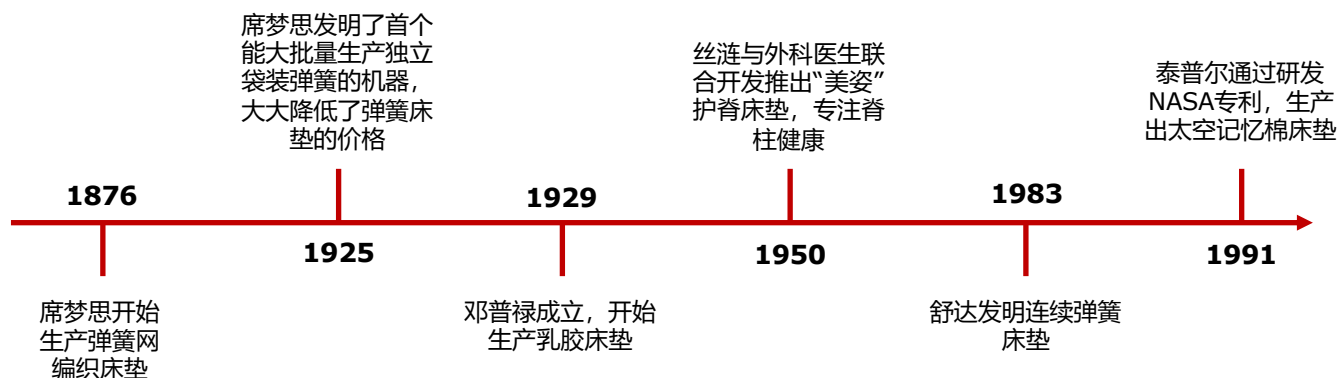 席梦思发明了首个
能大批量生产独立
袋装弹簧的机器，
大大降低了弹簧床
垫的价格
丝涟与外科医生联
合开发推出“美姿”
护脊床垫，专注脊
柱健康
泰普尔通过研发
NASA专利，生产
出太空记忆棉床垫
1876
1929
1983
1925
1950
1991
席梦思开始
生产弹簧网
编织床垫
邓普禄成立，开始
生产乳胶床垫
舒达发明连续弹簧
床垫